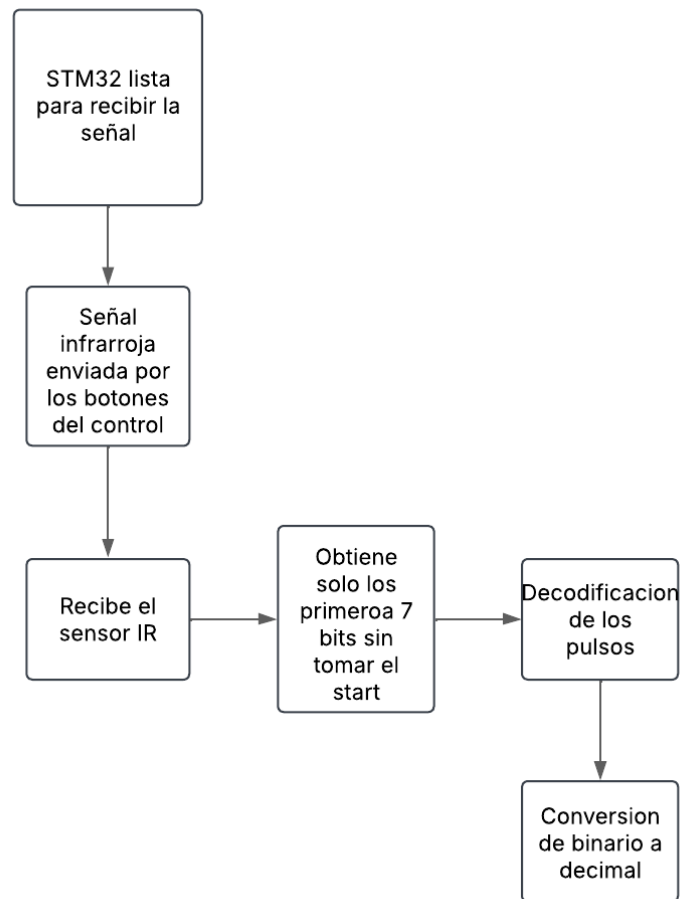 STM32 lista
para recibir la
señal
Señal
infrarroja
enviada por
los botones
del control
Recibe el
sensor IR
Obtiene
solo los
primeroa 7
bits sin
tomar el
start
Decodificacion
de los
pulsos
Conversion
de binario a
decimal